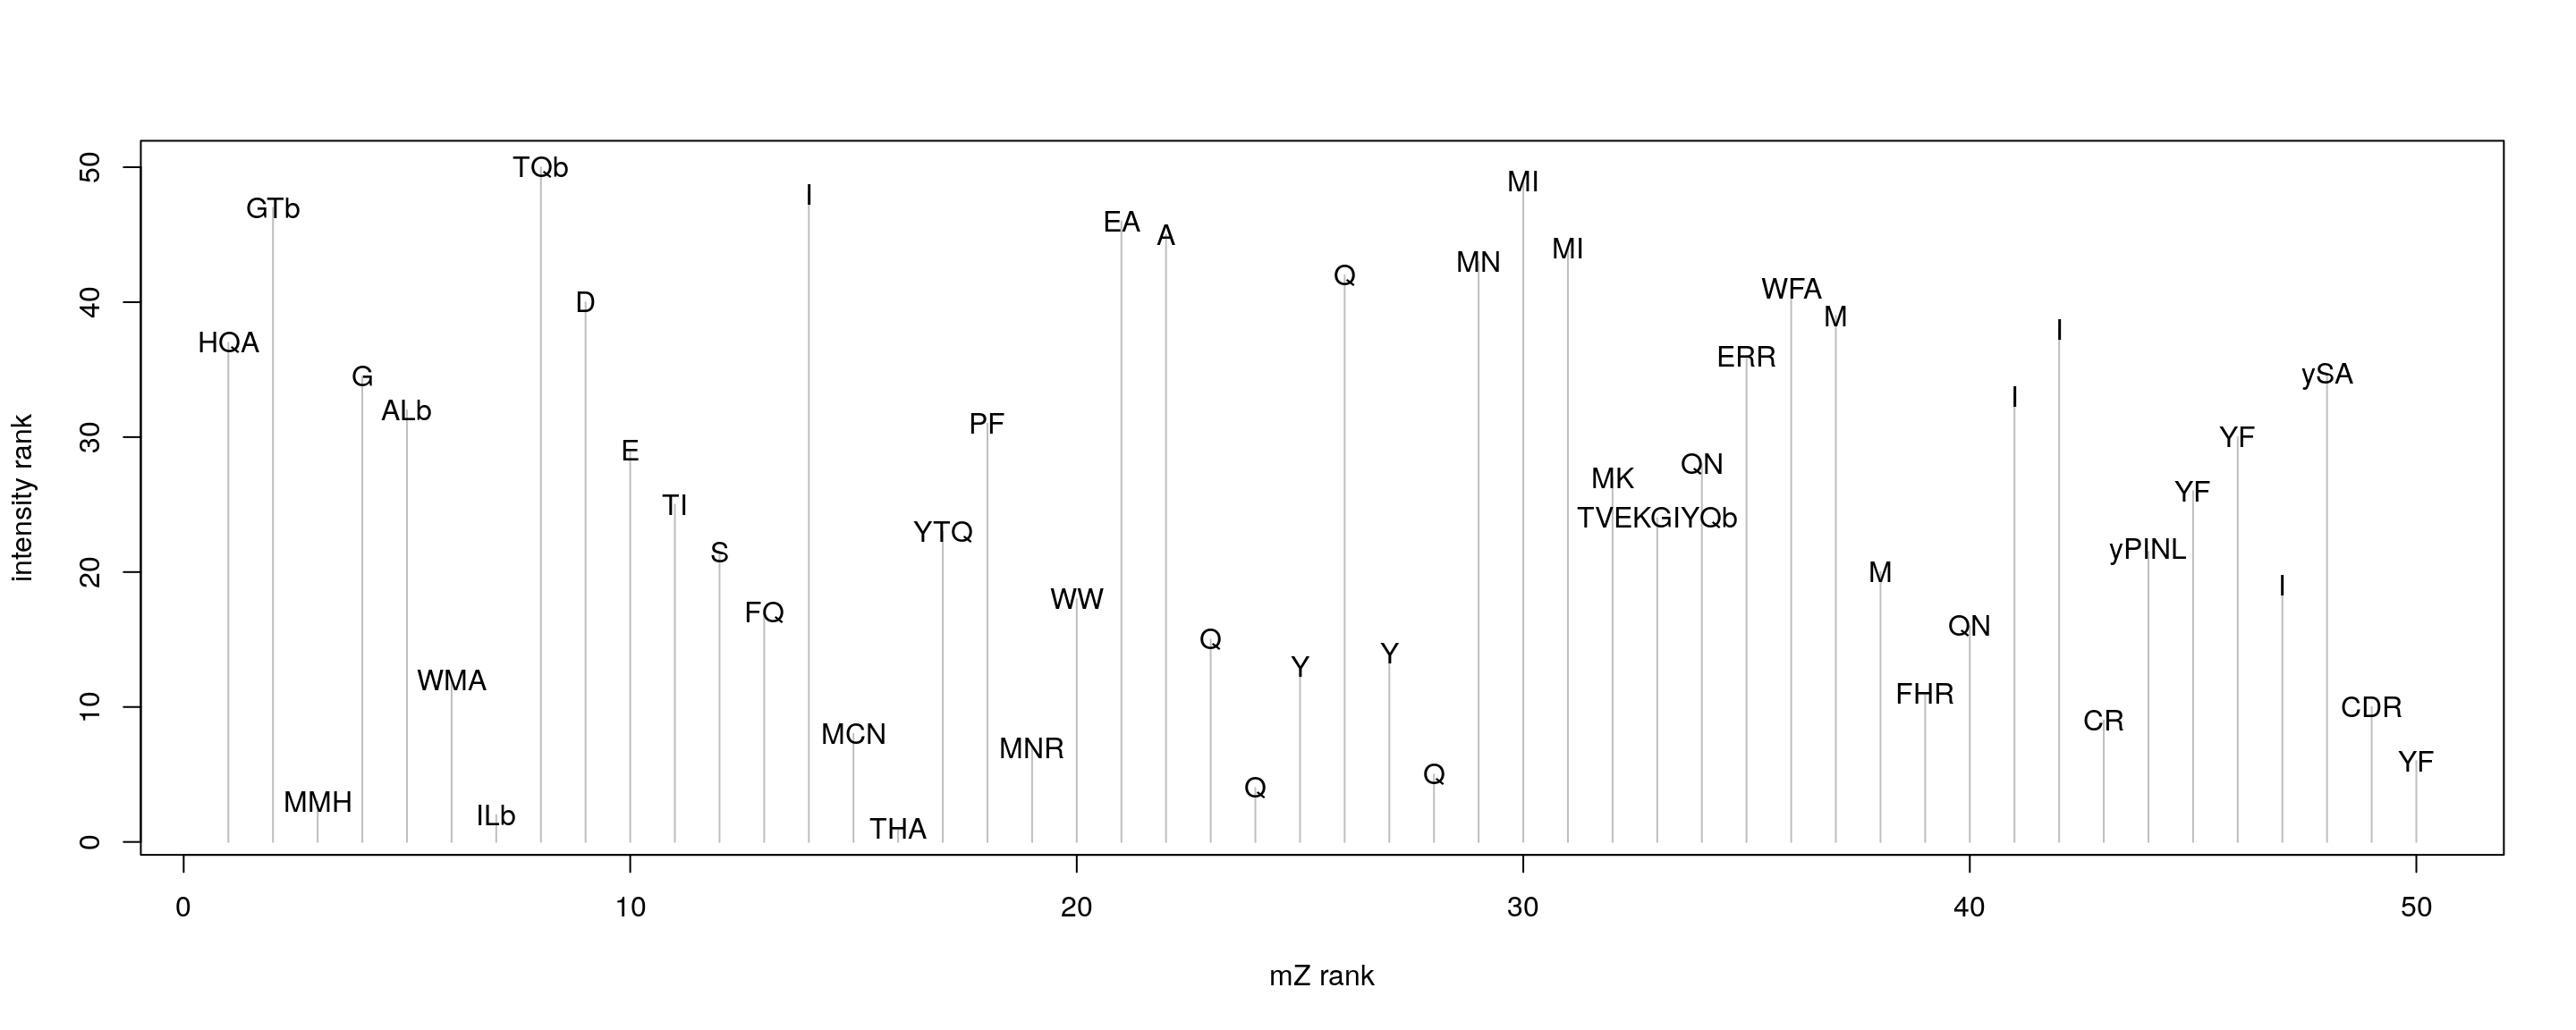 50
TQb
MI
I
GTb
EA
A
MI
MN
Q
WFA
40
D
M
I
HQA
ERR
ySA
G
I
ALb
PF
30
YF
E
QN
MK
YF
TI
TVEKGIYQb
YTQ
S
yPINL
20
M
I
WW
FQ
QN
Q
Y
Y
WMA
FHR
10
CDR
CR
MCN
MNR
YF
Q
Q
MMH
ILb
THA
0
intensity rank
0 10 20 30 40 50
mZ rank